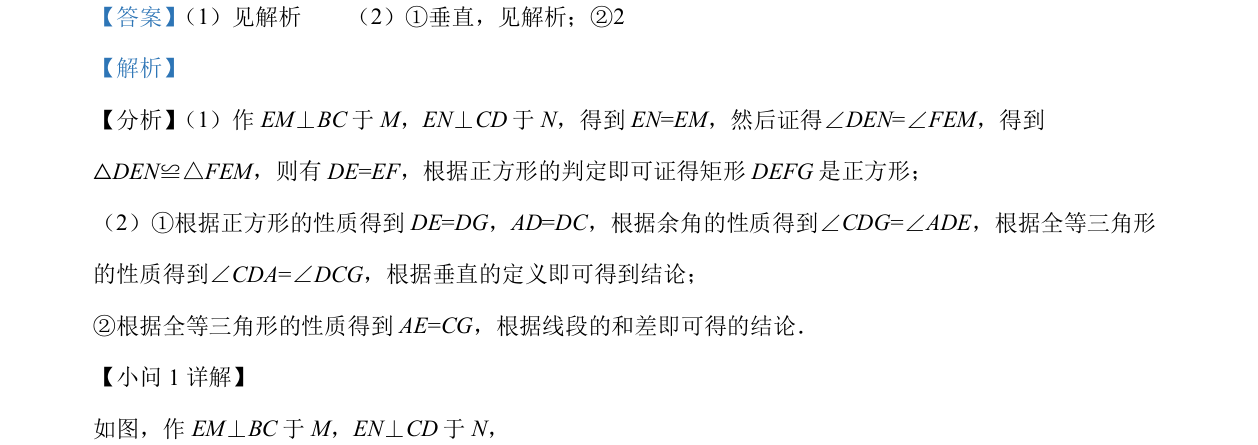 【答案】（1）见解析 （2）①垂直，见解析；②2
【解析】
【分析】（1）作 EM⊥BC 于 M，EN⊥CD 于 N，得到 EN=EM，然后证得∠DEN=∠FEM，得到
△DEN≌△FEM，则有 DE=EF，根据正方形的判定即可证得矩形 DEFG 是正方形；
（2）①根据正方形的性质得到 DE=DG，AD=DC，根据余角的性质得到∠CDG=∠ADE，根据全等三角形
的性质得到∠CDA=∠DCG，根据垂直的定义即可得到结论；
②根据全等三角形的性质得到 AE=CG，根据线段的和差即可得的结论．
【小问 1 详解】
如图，作 EM⊥BC 于 M，EN⊥CD 于 N，